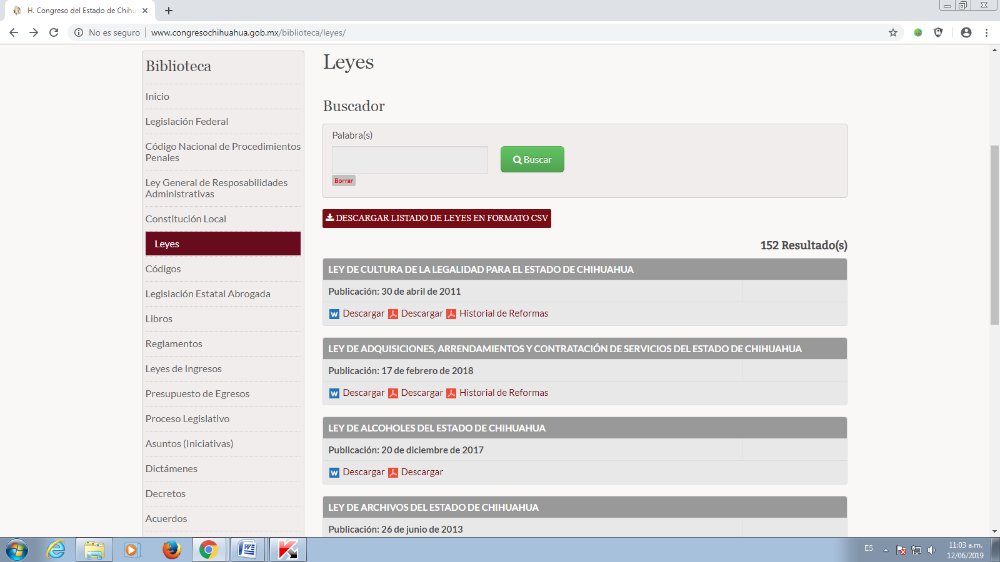 H. Congreso del Estado de Chihu
No es seguro
www.congresochihuahua.gob.mx/biblioteca/leyes/
Biblioteca
Inicio
Legislación Federal
Código Nacional de Procedimientos
Penales
Ley General de Resposabilidades
Administrativas
Constitución Local
Leyes
Códigos
Legislación Estatal Abrogada
Libros
Reglamentos
Leyes de Ingresos
Presupuesto de Egresos
Proceso Legislativo
Asuntos (Iniciativas)
Dictámenes
Decretos
Acuerdos
Leyes
Buscador
Palabra(s)
Buscar
Borrar
DESCARGAR LISTADO DE LEYES EN FORMATO CSV
152 Resultado(s)
LEY DE CULTURA DE LA LEGALIDAD PARA EL ESTADO DE CHIHUAHUA
Publicación: 30 de abril de 2011
Descargar Descargar Historial de Reformas
LEY DE ADQUISICIONES, ARRENDAMIENTOS Y CONTRATACIÓN DE SERVICIOS DEL ESTADO DE CHIHUAHUA
Publicación: 17 de febrero de 2018
Descargar Descargar Historial de Reformas
LEY DE ALCOHOLES DEL ESTADO DE CHIHUAHUA
Publicación: 20 de diciembre de 2017
Descargar Descargar
LEY DE ARCHIVOS DEL ESTADO DE CHIHUAHUA
Publicación: 26 de junio de 2013
ES
11:03 a.m.
12/06/2019